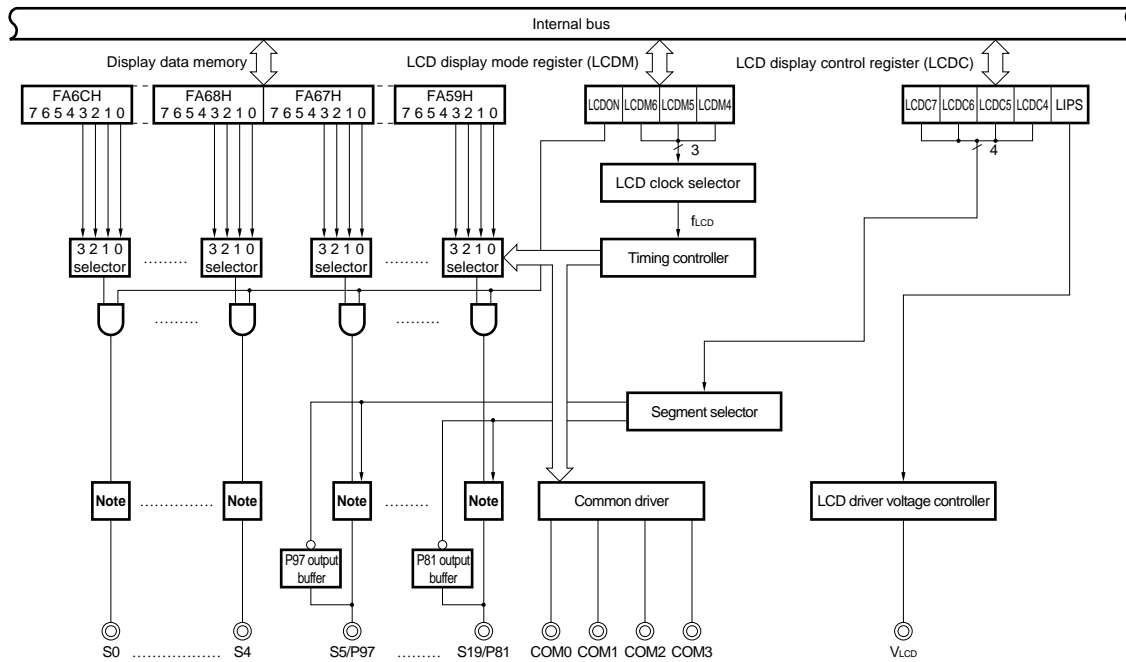 Internal bus
Display data memory
LCD display mode register (LCDM)
LCD display control register (LCDC)
FA6CH
7 6 5 4 3 2 1 0
FA68H
7 6 5 4 3 2 1 0
FA67H
7 6 5 4 3 2 1 0
FA59H
7 6 5 4 3 2 1 0
LCDON LCDM6 LCDM5 LCDM4
LCDC7 LCDC6 LCDC5 LCDC4 LIPS
3
4
LCD clock selector
fLCD
3 2 1 0
selector
.........
3 2 1 0
selector
3 2 1 0
selector
.........
3 2 1 0
selector
Timing controller
.........
.........
Segment selector
Note
...............
Note
Note
.........
Note
Common driver
LCD driver voltage controller
P97 output
buffer
P81 output
buffer
S0 .................. S4 S5/P97 ......... S19/P81 COM0 COM1 COM2 COM3 VLCD